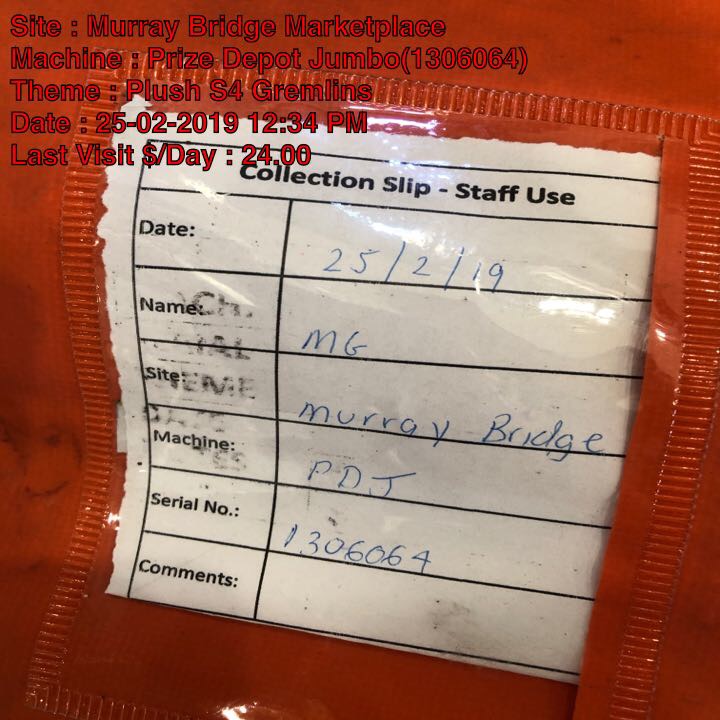 Site : Murray Bridge Marketplace
Machine : Prize Depot Jumbo(1306064)
Theme : Plush S4 Gremlins
Date : 25-02-2019 12:34 PM
Last Visit $/Day : 24.00
Collection Slip - Staff Use
Date: 25/2/19
Name: MG
Site: Murray Bridge
Machine: PDJ
Serial No.: 1306064
Comments: